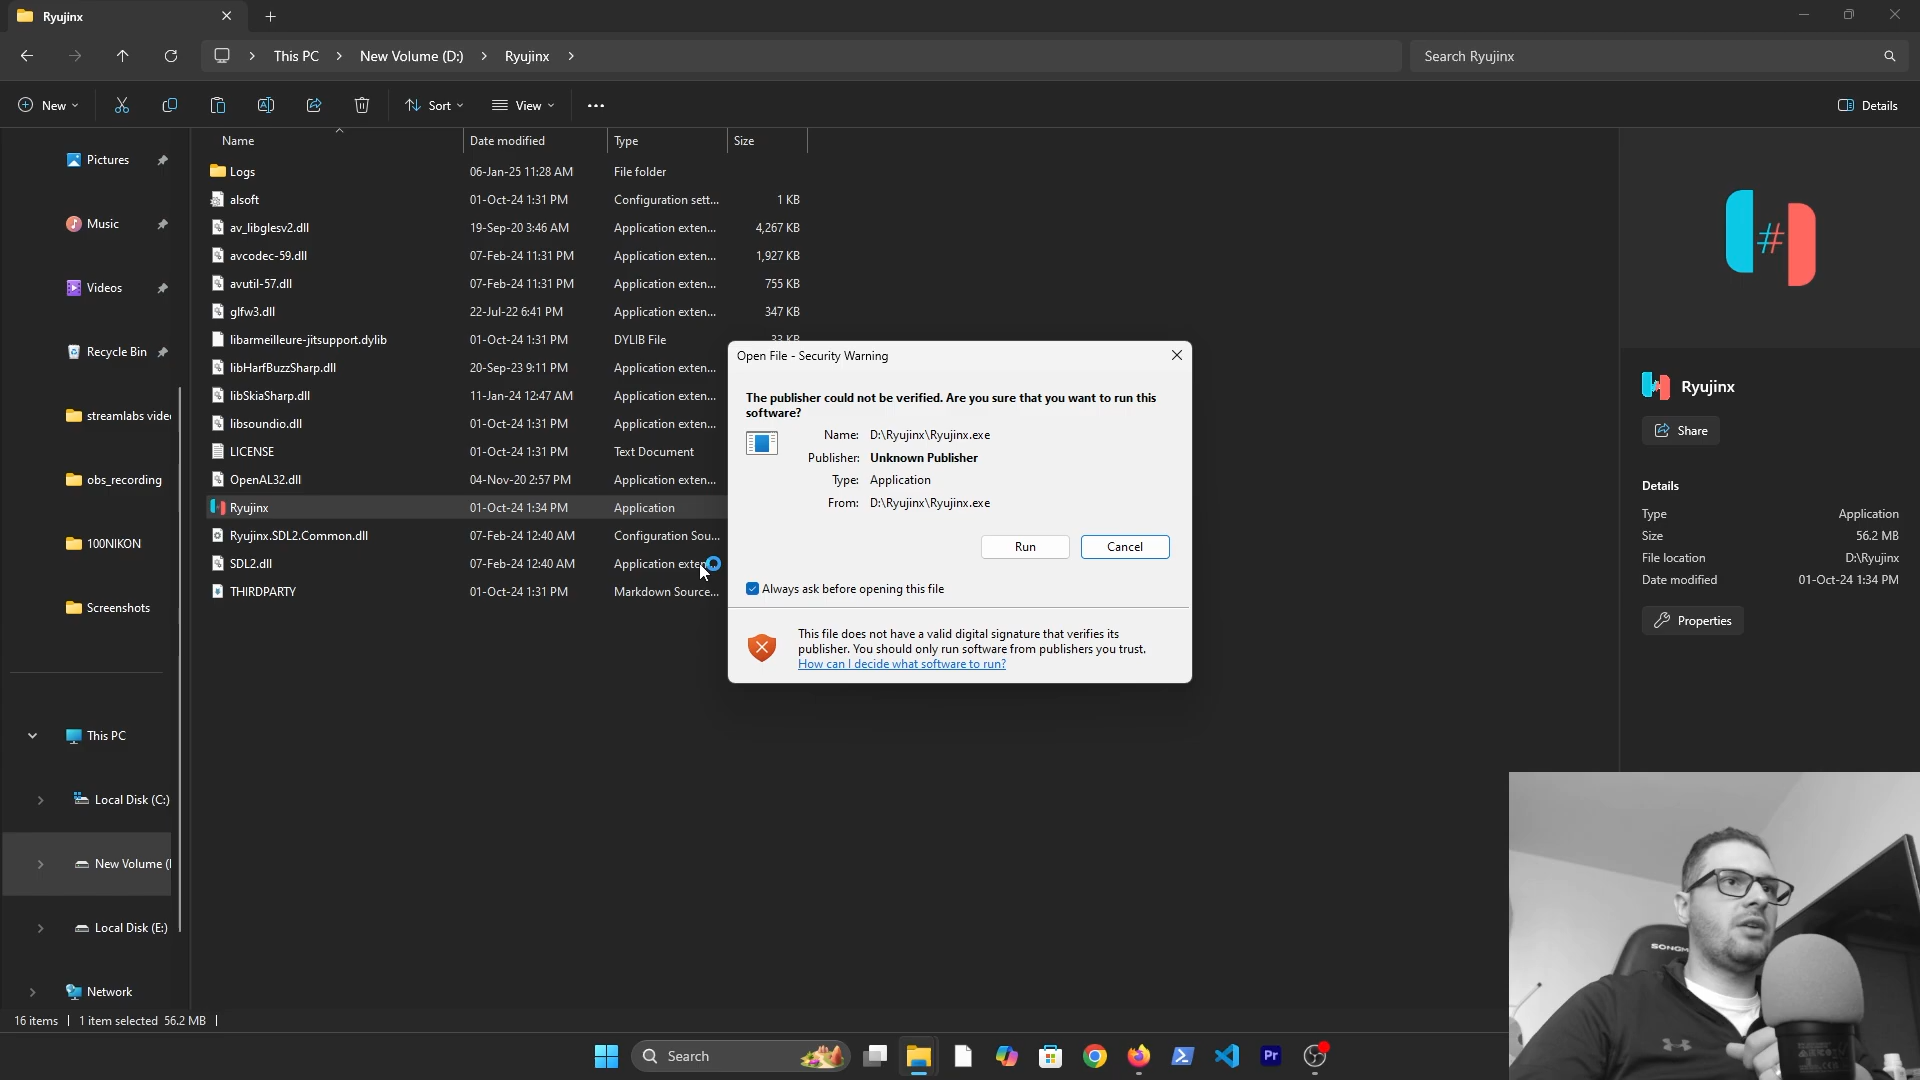 Ryujinx
This PC
New Volume (D:)
Ryujinx
Search Ryujinx
New
Sort
View
Details
Name
Date modified
Type
Size
Pictures
Music
Videos
Recycle Bin
streamlabs vide
obs_recording
100NIKON
Screenshots
This PC
Local Disk (C:)
New Volume (
Local Disk (E:)
Network
Logs 06-Jan-25 11:28 AM File folder
alsoft 01-Oct-24 1:31 PM Configuration sett... 1 KB
av_libglesv2.dll 19-Sep-20 3:46 AM Application exten... 4,267 KB
avcodec-59.dll 07-Feb-24 11:31 PM Application exten... 1,927 KB
avutil-57.dll 07-Feb-24 11:31 PM Application exten... 755 KB
glfw3.dll 22-Jul-22 6:41 PM Application exten... 347 KB
libarmeilleure-jitsupport.dylib 01-Oct-24 1:31 PM DYLIB File 33 KB
libHarfBuzzSharp.dll 20-Sep-23 9:11 PM Application exten...
libSkiaSharp.dll 11-Jan-24 12:47 AM Application exten...
libsoundio.dll 01-Oct-24 1:31 PM Application exten...
LICENSE 01-Oct-24 1:31 PM Text Document
OpenAL32.dll 04-Nov-20 2:57 PM Application exten...
Ryujinx 01-Oct-24 1:34 PM Application
Ryujinx.SDL2.Common.dll 07-Feb-24 12:40 AM Configuration Sou...
SDL2.dll 07-Feb-24 12:40 AM Application exten
THIRDPARTY 01-Oct-24 1:31 PM Markdown Source...
Open File - Security Warning
The publisher could not be verified. Are you sure that you want to run this
software?
Name: D:\Ryujinx\Ryujinx.exe
Publisher: Unknown Publisher
Type: Application
From: D:\Ryujinx\Ryujinx.exe
Run
Cancel
Always ask before opening this file
This file does not have a valid digital signature that verifies its
publisher. You should only run software from publishers you trust.
How can I decide what software to run?
#
Ryujinx
Share
Details
Type Application
Size 56.2 MB
File location D:\Ryujinx
Date modified 01-Oct-24 1:34 PM
Properties
SONGM
16 items
1 item selected 56.2 MB
Search
Pr